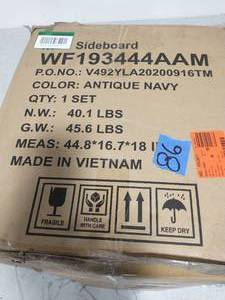 Sideboard
WF193444AAM
P.O.NO.: V492YLA20200916TM
COLOR: ANTIQUE NAVY
QTY: 1 SET
N.W.: 40.1 LBS
G.W.: 45.6 LBS
MEAS: 44.8*16.7*18 I
86
MADE IN VIETNAM
FRAGILE
HANDLE WITH CARE
KEEP DRY